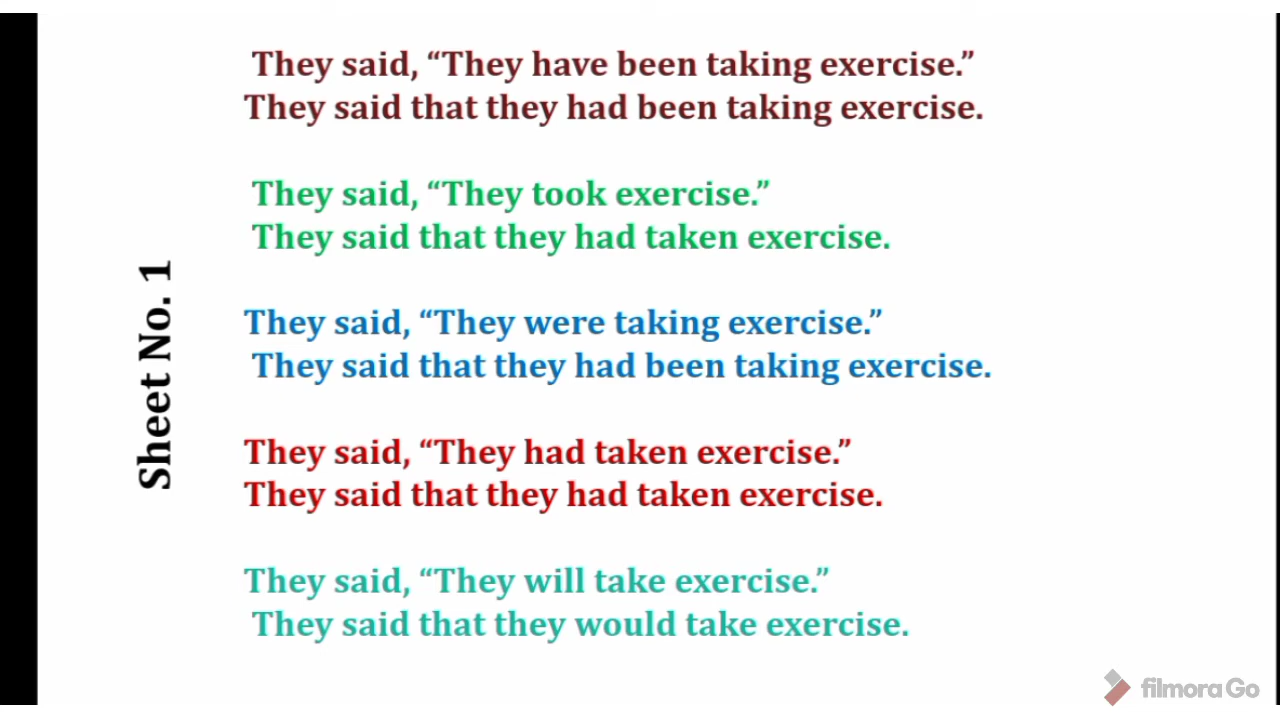 They said, “They have been taking exercise.”
They said that they had been taking exercise.
They said, “They took exercise.”
They said that they had taken exercise.
They said, “They were taking exercise.”
They said that they had been taking exercise.
They said, “They had taken exercise.”
They said that they had taken exercise.
They said, “They will take exercise.”
They said that they would take exercise.
Sheet No. 1
filmoraGo